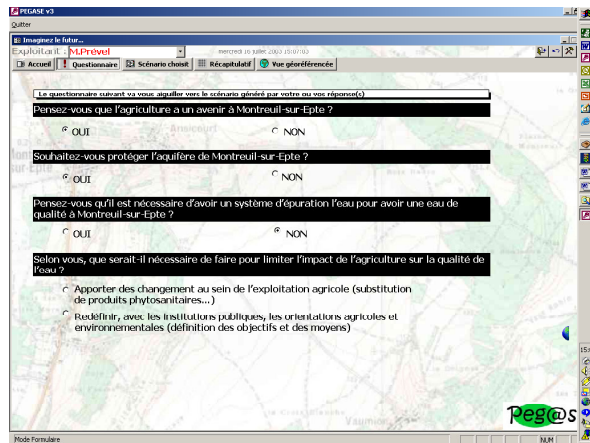 PEGASE v3
Quitter
Imaginez le futur...
Exploitant : M.Prével
mercredi 16 juillet 2003 15:07:03
Accueil Questionnaire Scénario choisit Récapitulatif Vue géoréférencée
Le questionnaire suivant va vous aiguiller vers le scénario généré par votre ou vos réponse(s)
Pensez-vous que l'agriculture a un avenir à Montreuil-sur-Epte ?
OUI NON
Souhaitez-vous protéger l'aquifère de Montreuil-sur-Epte ?
OUI NON
Pensez-vous qu'il est nécessaire d'avoir un système d'épuration l'eau pour avoir une eau de
qualité à Montreuil-sur-Epte ?
OUI NON
Selon vous, que serait-il nécessaire de faire pour limiter l'impact de l'agriculture sur la qualité de
l'eau ?
Apporter des changement au sein de l'exploitation agricole (substitution
de produits phytosanitaires...)
Redéfinir, avec les institutions publiques, les orientations agricoles et
environnementales (définition des objectifs et des moyens)
Peg@s
Mode Formulaire NUM